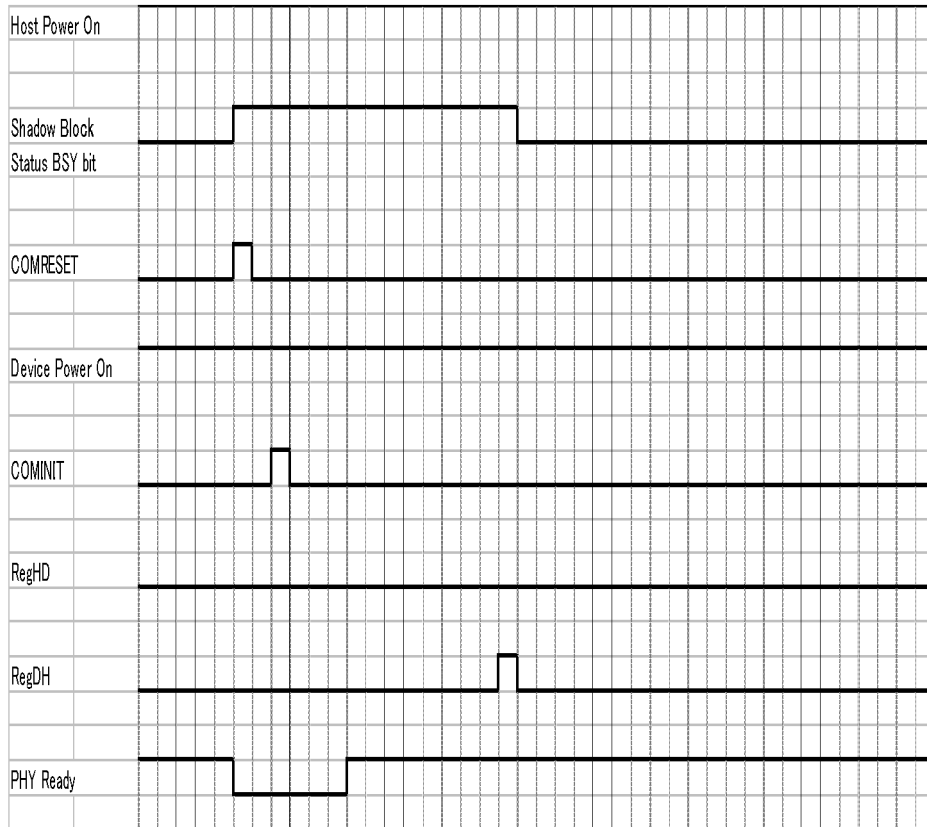 Host Power On
Shadow Block
Status BSY bit
COMRESET
Device Power On
COMINIT
RegHD
RegDH
PHY Ready